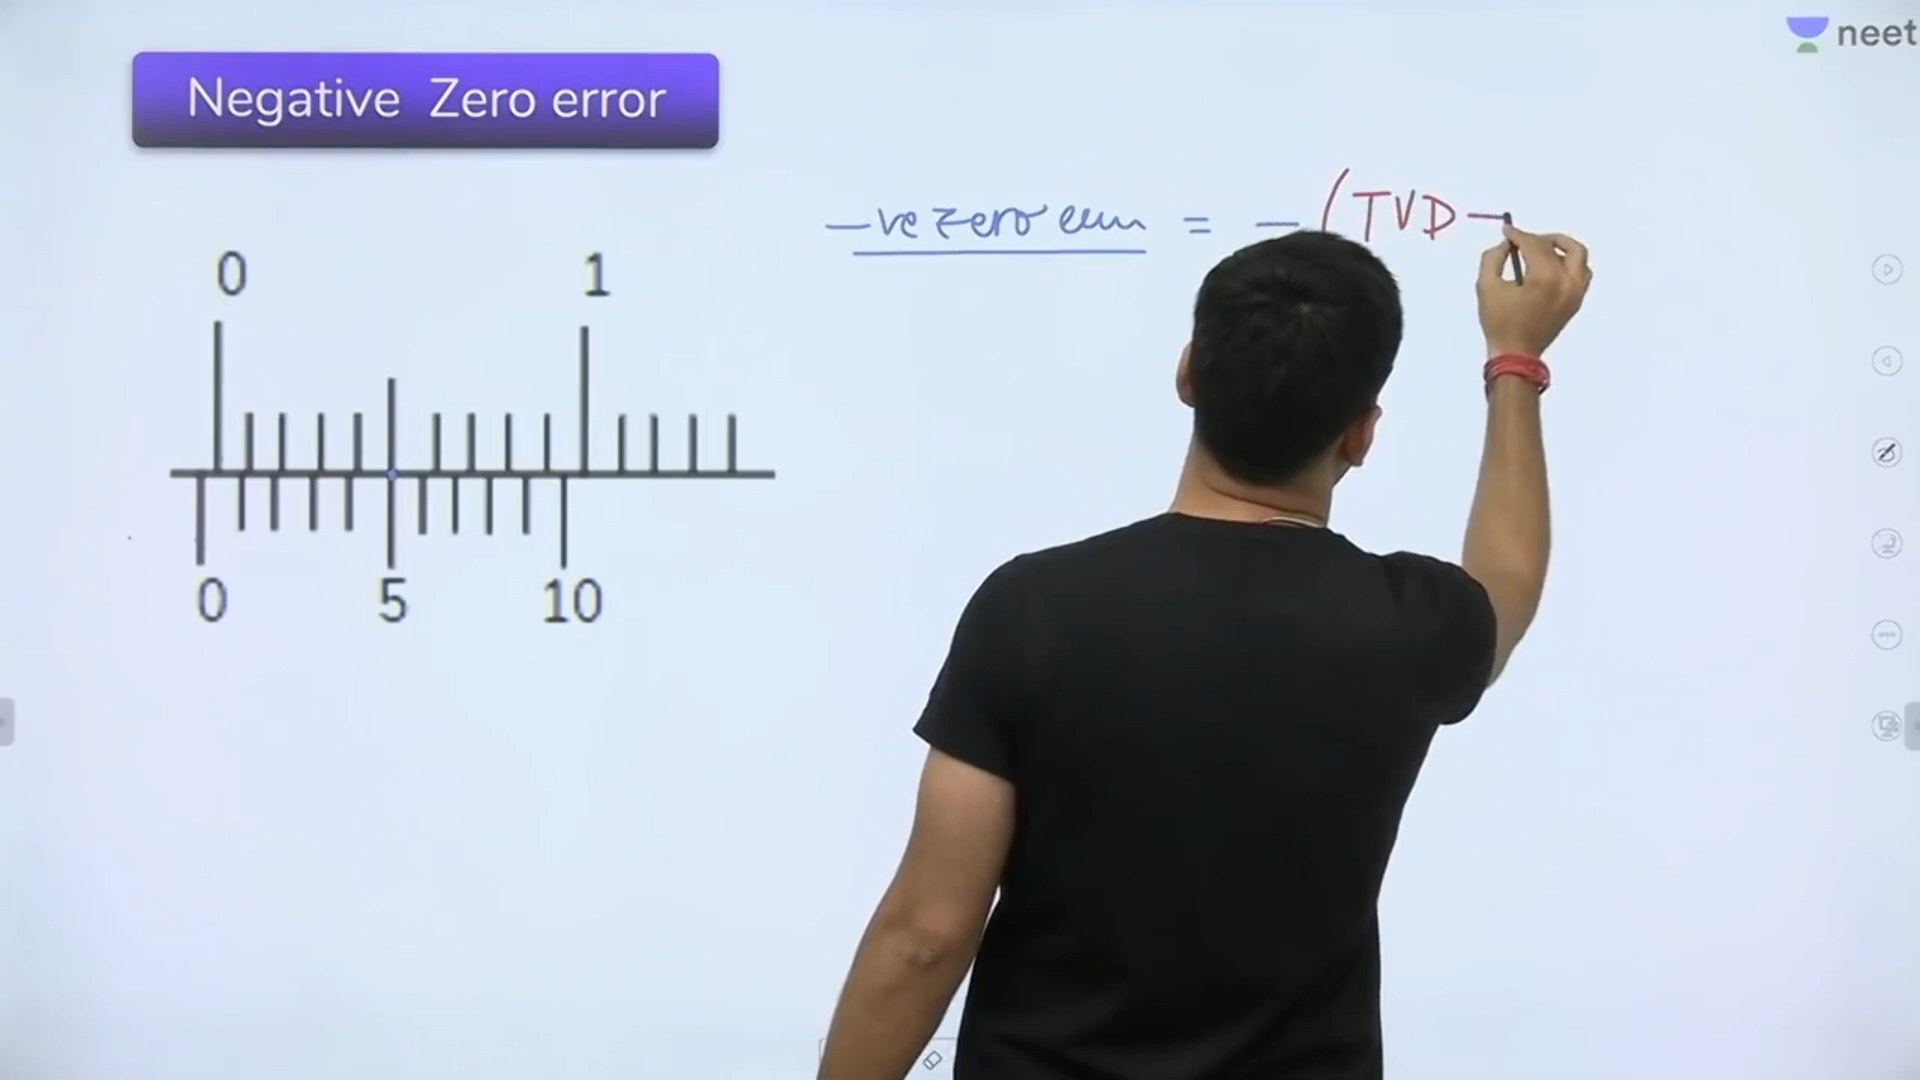 neet
Negative Zero error
-ve zero error = - (TVD -
0 1
0 5 10